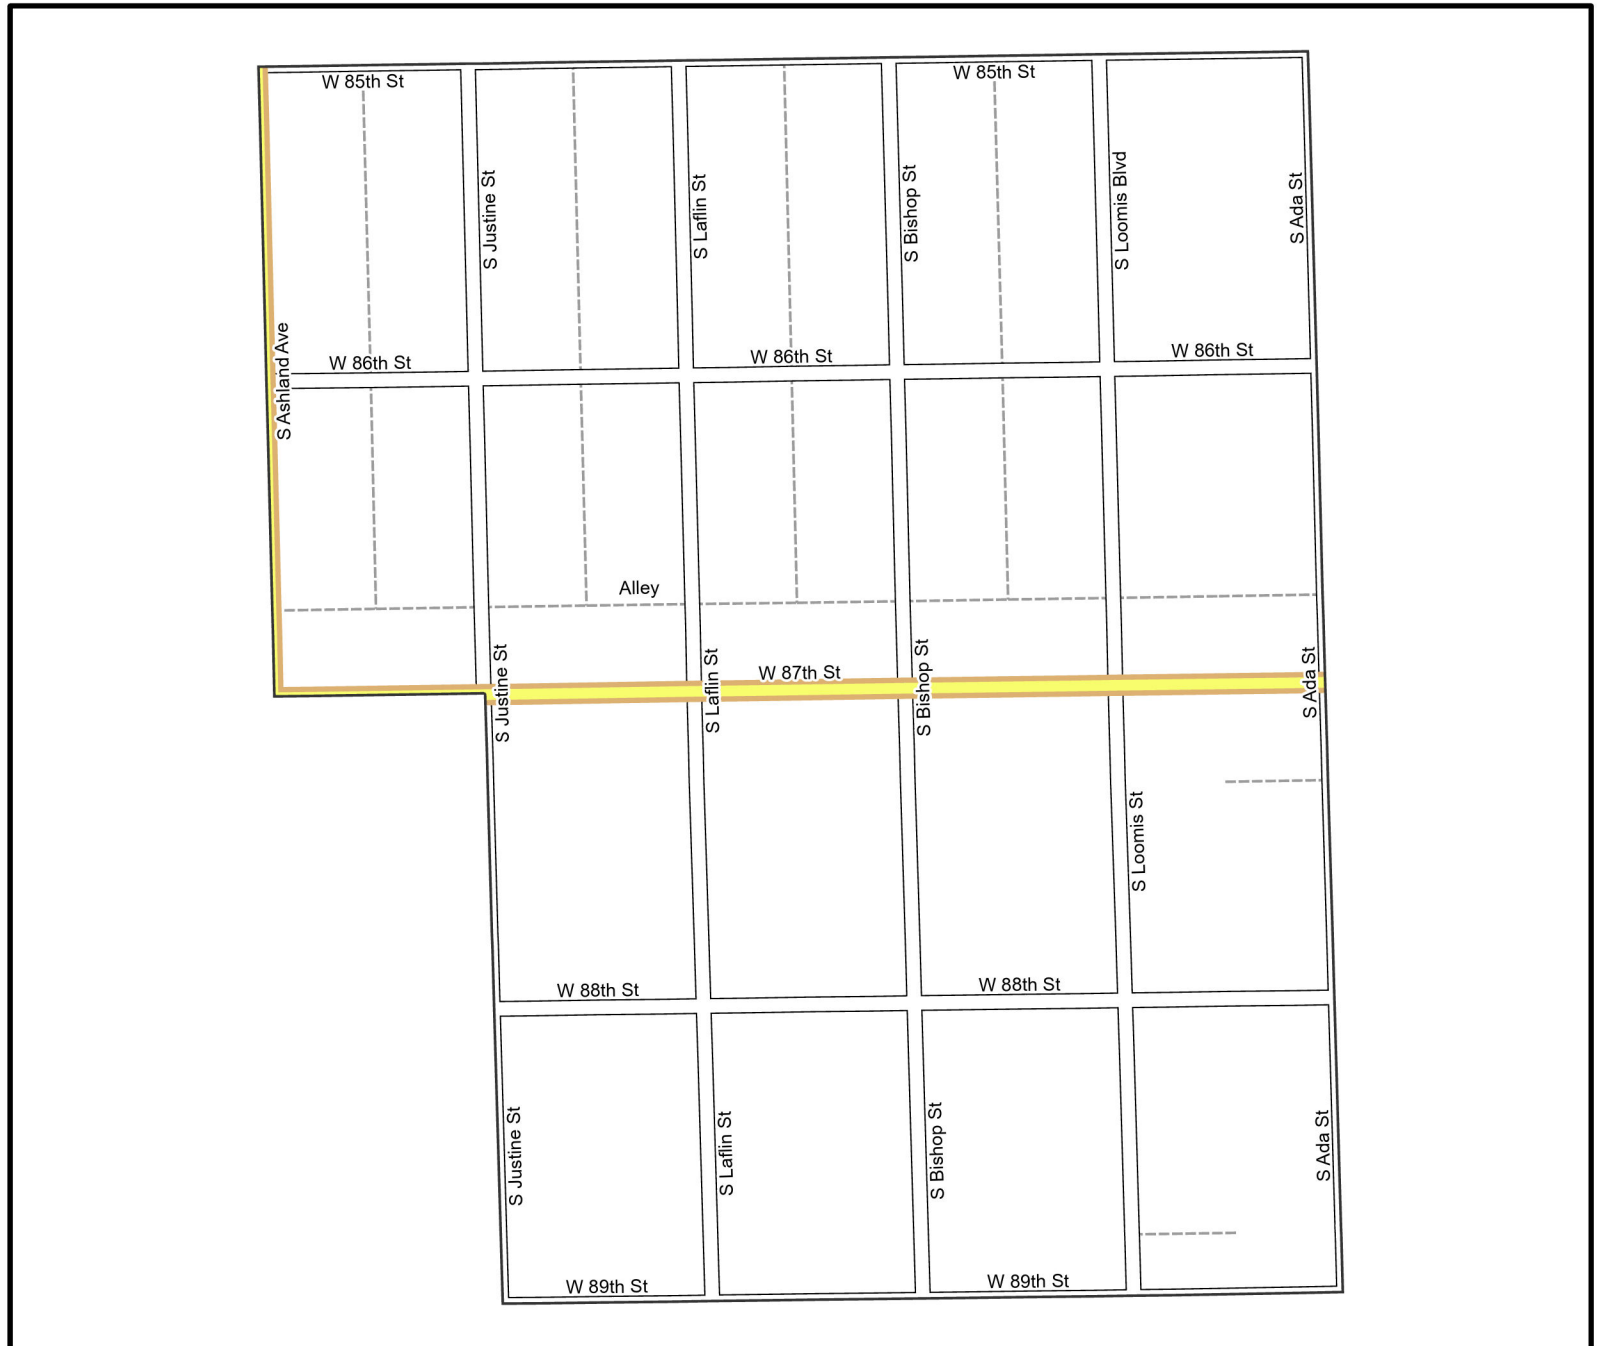 W 85th St
W 85th St
S Justine St
S Laflin St
S Bishop St
S Loomis Blvd
S Ada St
S Ashland Ave
W 86th St
W 86th St
W 86th St
Alley
S Justine St
S Laflin St
W 87th St
S Bishop St
S Ada St
S Loomis St
W 88th St
W 88th St
S Justine St
S Laflin St
S Bishop St
S Ada St
W 89th St
W 89th St